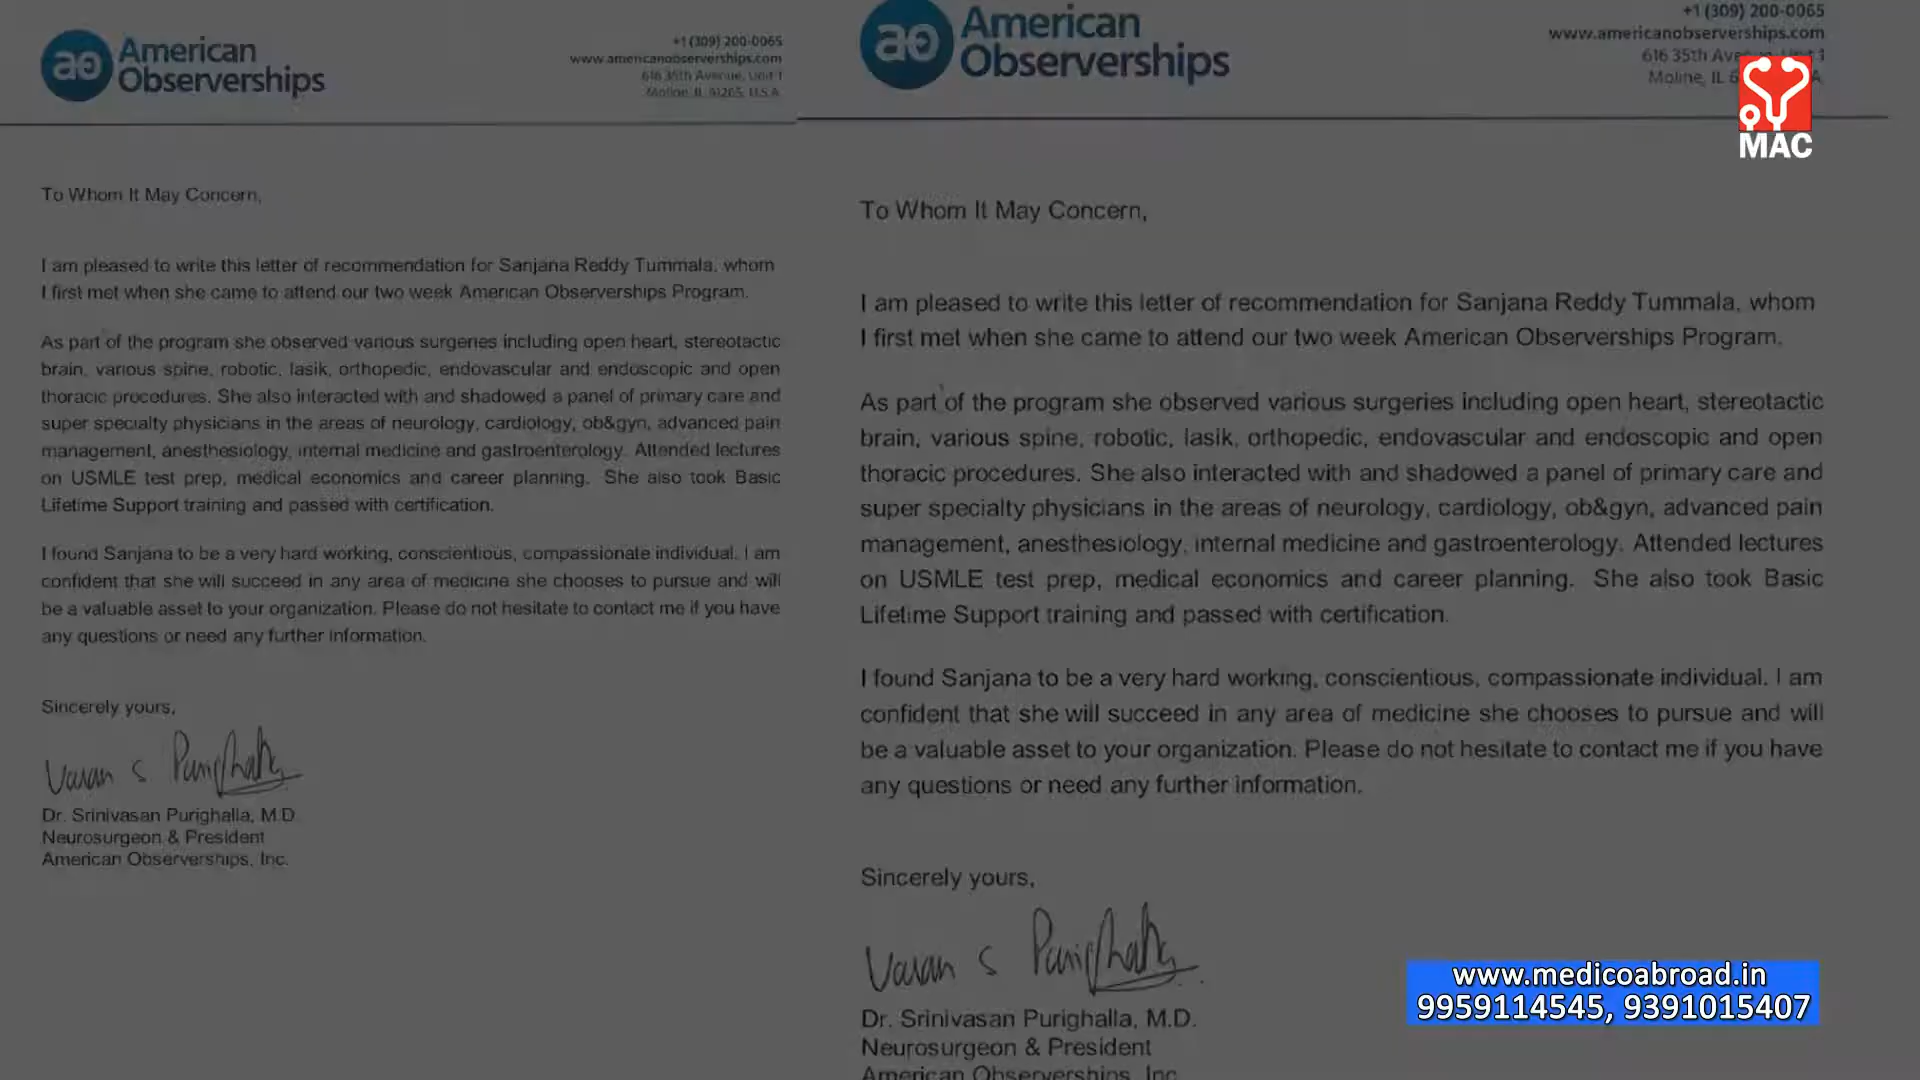 ao American
Observerships
+1 (309) 200-0065
www.americanobserverships.com
616 35th Avenue, Unit 1
Moline, IL 61265, U.S.A.
To Whom It May Concern,
I am pleased to write this letter of recommendation for Sanjana Reddy Tummala, whom
I first met when she came to attend our two week American Observerships Program.
As part of the program she observed various surgeries including open heart, stereotactic
brain, various spine, robotic, lasik, orthopedic, endovascular and endoscopic and open
thoracic procedures. She also interacted with and shadowed a panel of primary care and
super specialty physicians in the areas of neurology, cardiology, ob&gyn, advanced pain
management, anesthesiology, internal medicine and gastroenterology. Attended lectures
on USMLE test prep, medical economics and career planning. She also took Basic
Lifetime Support training and passed with certification.
I found Sanjana to be a very hard working, conscientious, compassionate individual. I am
confident that she will succeed in any area of medicine she chooses to pursue and will
be a valuable asset to your organization. Please do not hesitate to contact me if you have
any questions or need any further information.
Sincerely yours,
Varan S Purighalla
Dr. Srinivasan Purighalla, M.D.
Neurosurgeon & President
American Observerships, Inc.
ao American
Observerships
+1 (309) 200-0065
www.americanobserverships.com
616 35th Avenue, Unit 1
Moline, IL
MAC
To Whom It May Concern,
I am pleased to write this letter of recommendation for Sanjana Reddy Tummala, whom
I first met when she came to attend our two week American Observerships Program.
As part of the program she observed various surgeries including open heart, stereotactic
brain, various spine, robotic, lasik, orthopedic, endovascular and endoscopic and open
thoracic procedures. She also interacted with and shadowed a panel of primary care and
super specialty physicians in the areas of neurology, cardiology, ob&gyn, advanced pain
management, anesthesiology, internal medicine and gastroenterology. Attended lectures
on USMLE test prep, medical economics and career planning. She also took Basic
Lifetime Support training and passed with certification.
I found Sanjana to be a very hard working, conscientious, compassionate individual. I am
confident that she will succeed in any area of medicine she chooses to pursue and will
be a valuable asset to your organization. Please do not hesitate to contact me if you have
any questions or need any further information.
Sincerely yours,
Varan S Purighalla
Dr. Srinivasan Purighalla, M.D.
Neurosurgeon & President
American Observerships, Inc.
www.medicoabroad.in
9959114545, 9391015407